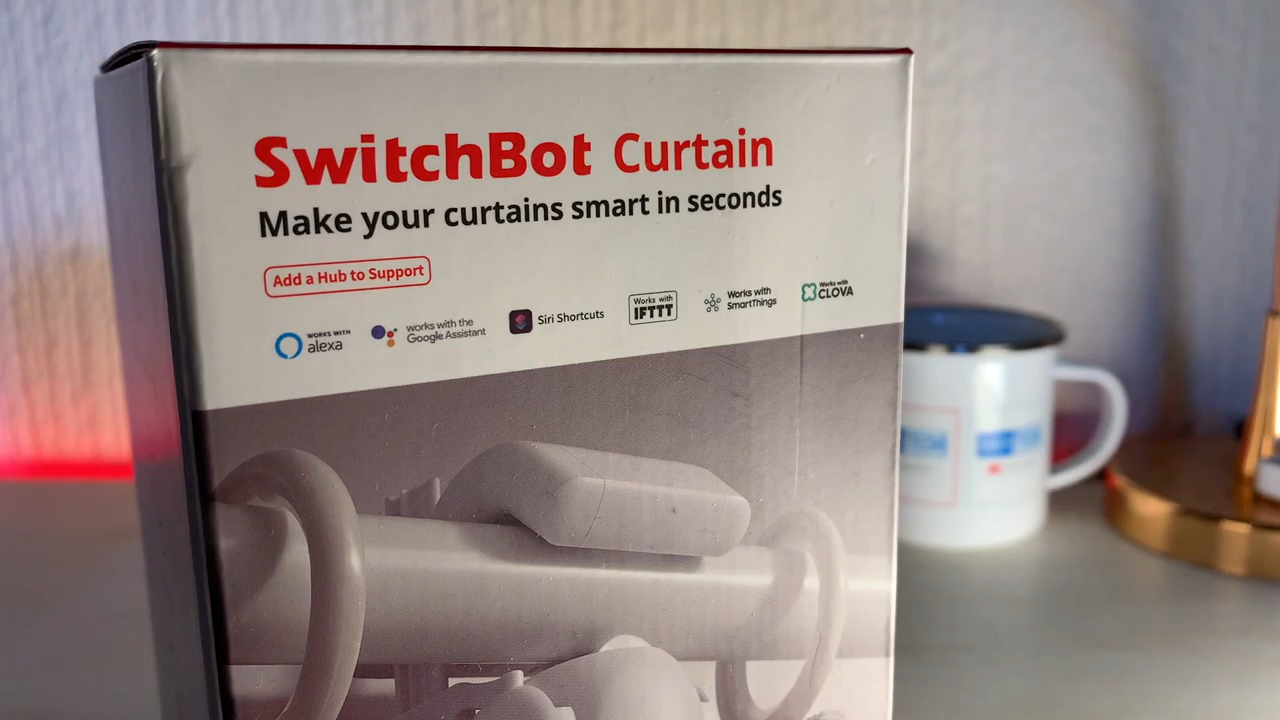 SwitchBot Curtain
Make your curtains smart in seconds
Add a Hub to Support
WORKS WITH
alexa
works with the
Google Assistant
Siri Shortcuts
Works with
IFTTT
Works with
SmartThings
Works with
CLOVA